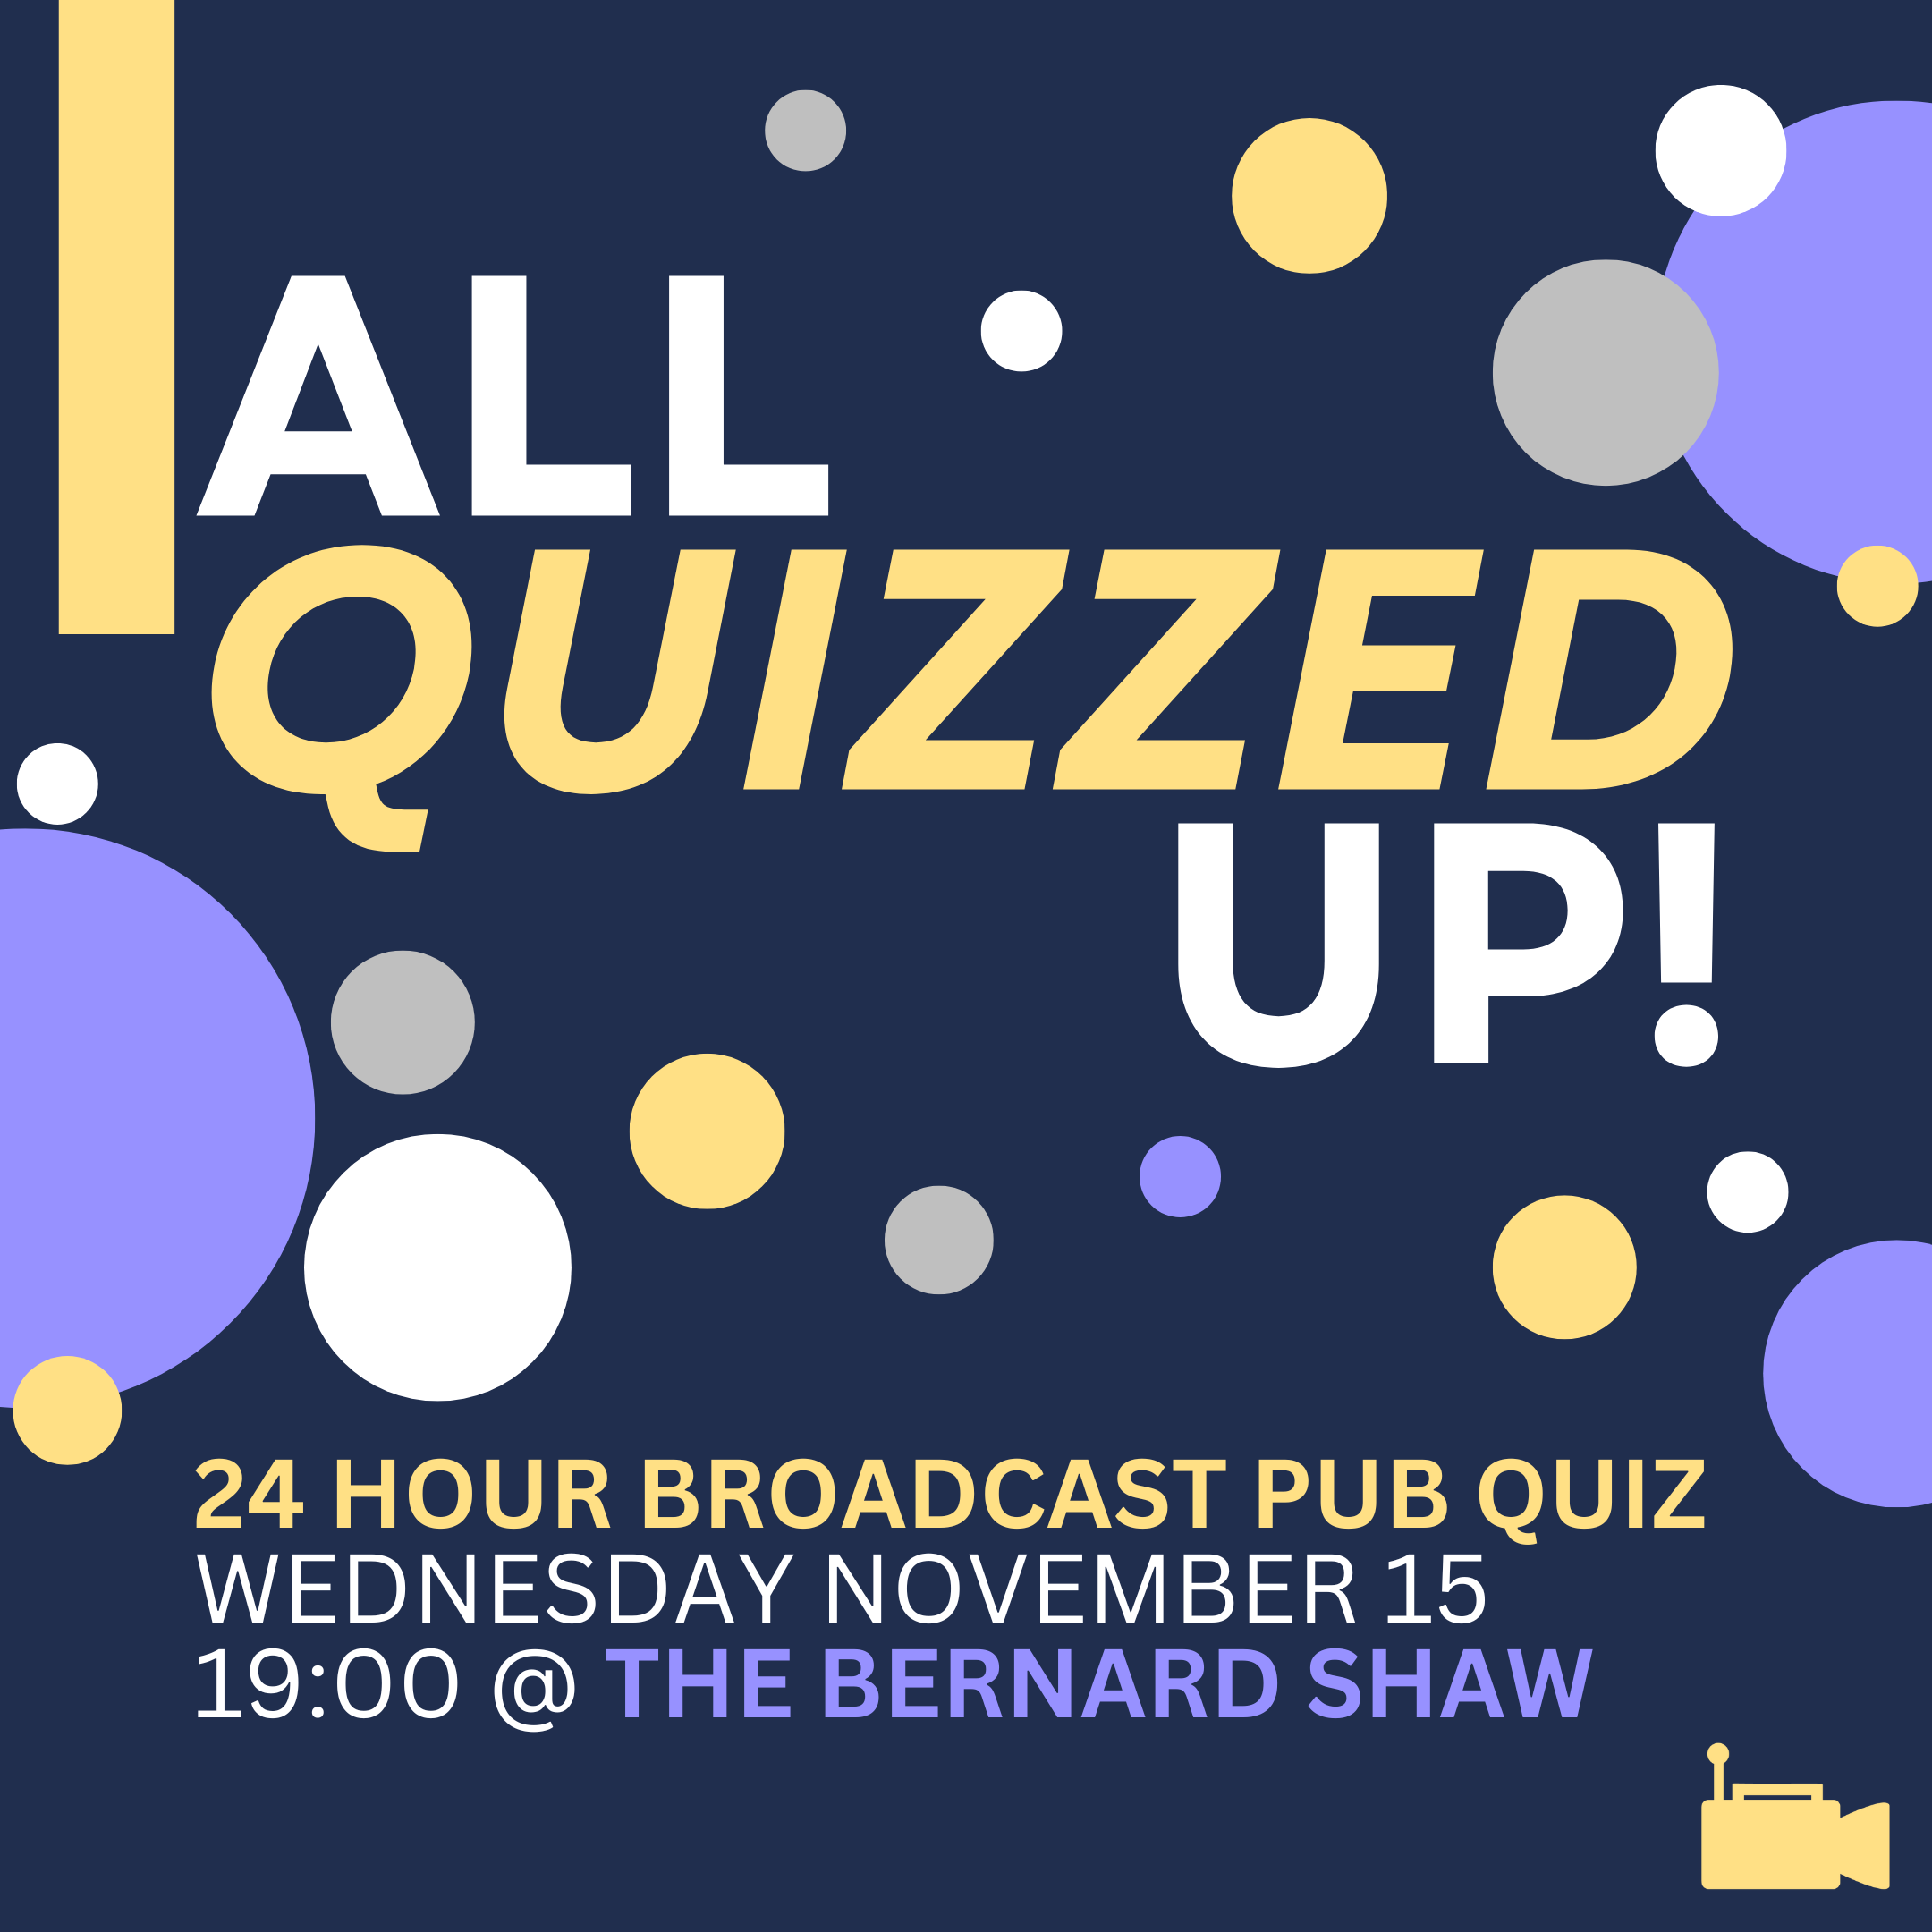 ALL
QUIZZED
UP!
24 HOUR BROADCAST PUB QUIZ
WEDNESDAY NOVEMBER 15
19:00 @ THE BERNARD SHAW